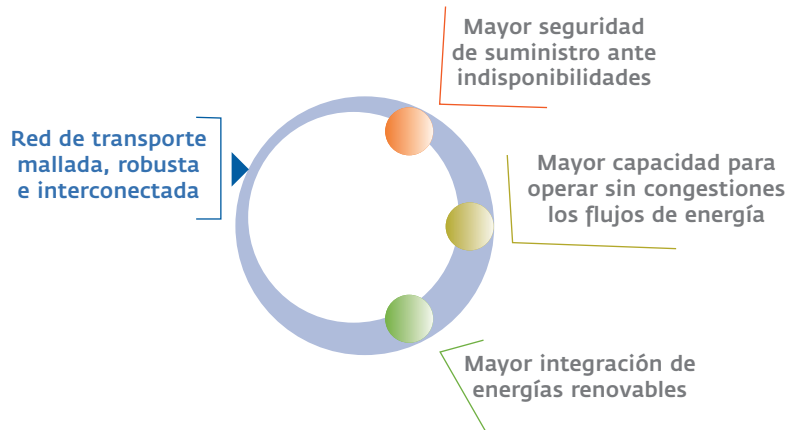 Mayor seguridad
de suministro ante
indisponibilidades
Red de transporte
mallada, robusta
e interconectada
Mayor capacidad para
operar sin congestiones
los flujos de energía
Mayor integración de
energías renovables